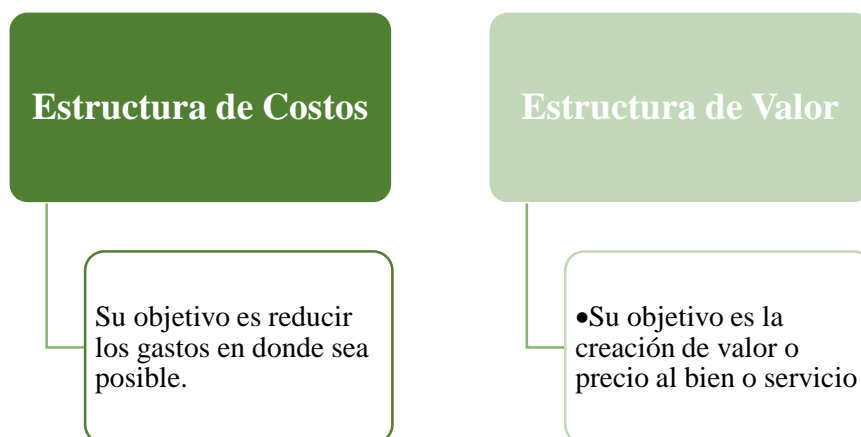 Estructura de Costos
Su objetivo es reducir
los gastos en donde sea
posible.
Estructura de Valor
•Su objetivo es la
creación de valor o
precio al bien o servicio